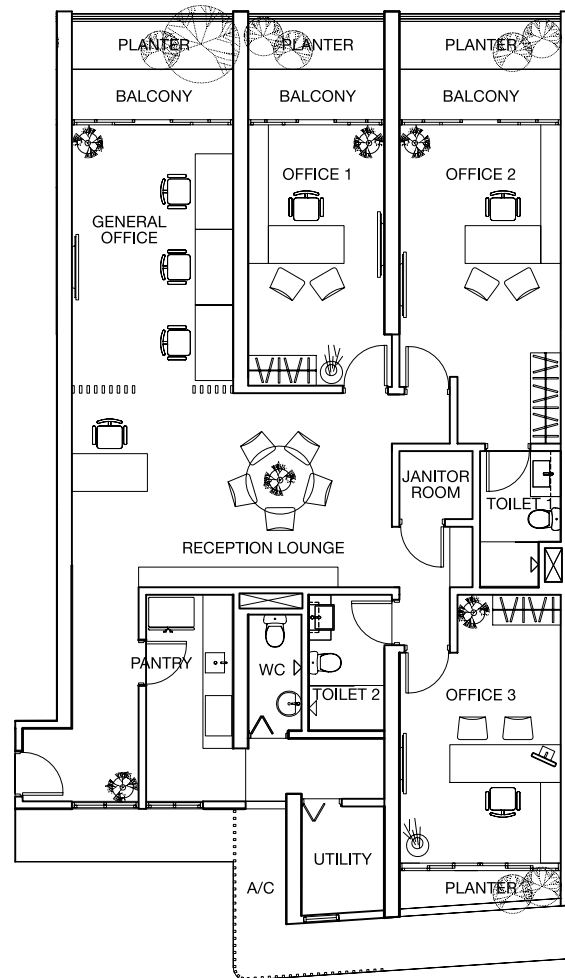 PLANTER
PLANTER
PLANTER
BALCONY
BALCONY
BALCONY
OFFICE 1
OFFICE 2
GENERAL
OFFICE
JANITOR
ROOM
TOILET 1
RECEPTION LOUNGE
PANTRY
WC
TOILET 2
OFFICE 3
UTILITY
A/C
PLANTER